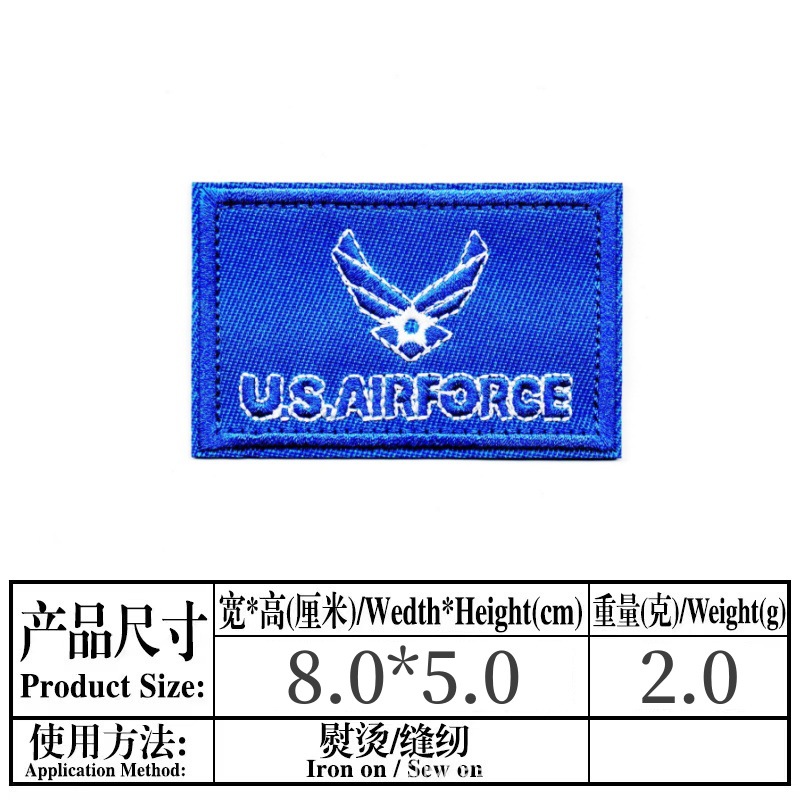 U.S.AIRFORCE
产品尺寸
Product Size:
宽*高(厘米)/Wedth*Height(cm)
重量(克)/Weight(g)
8.0*5.0
2.0
使用方法:
Application Method:
熨烫/缝纫
Iron on / Sew on